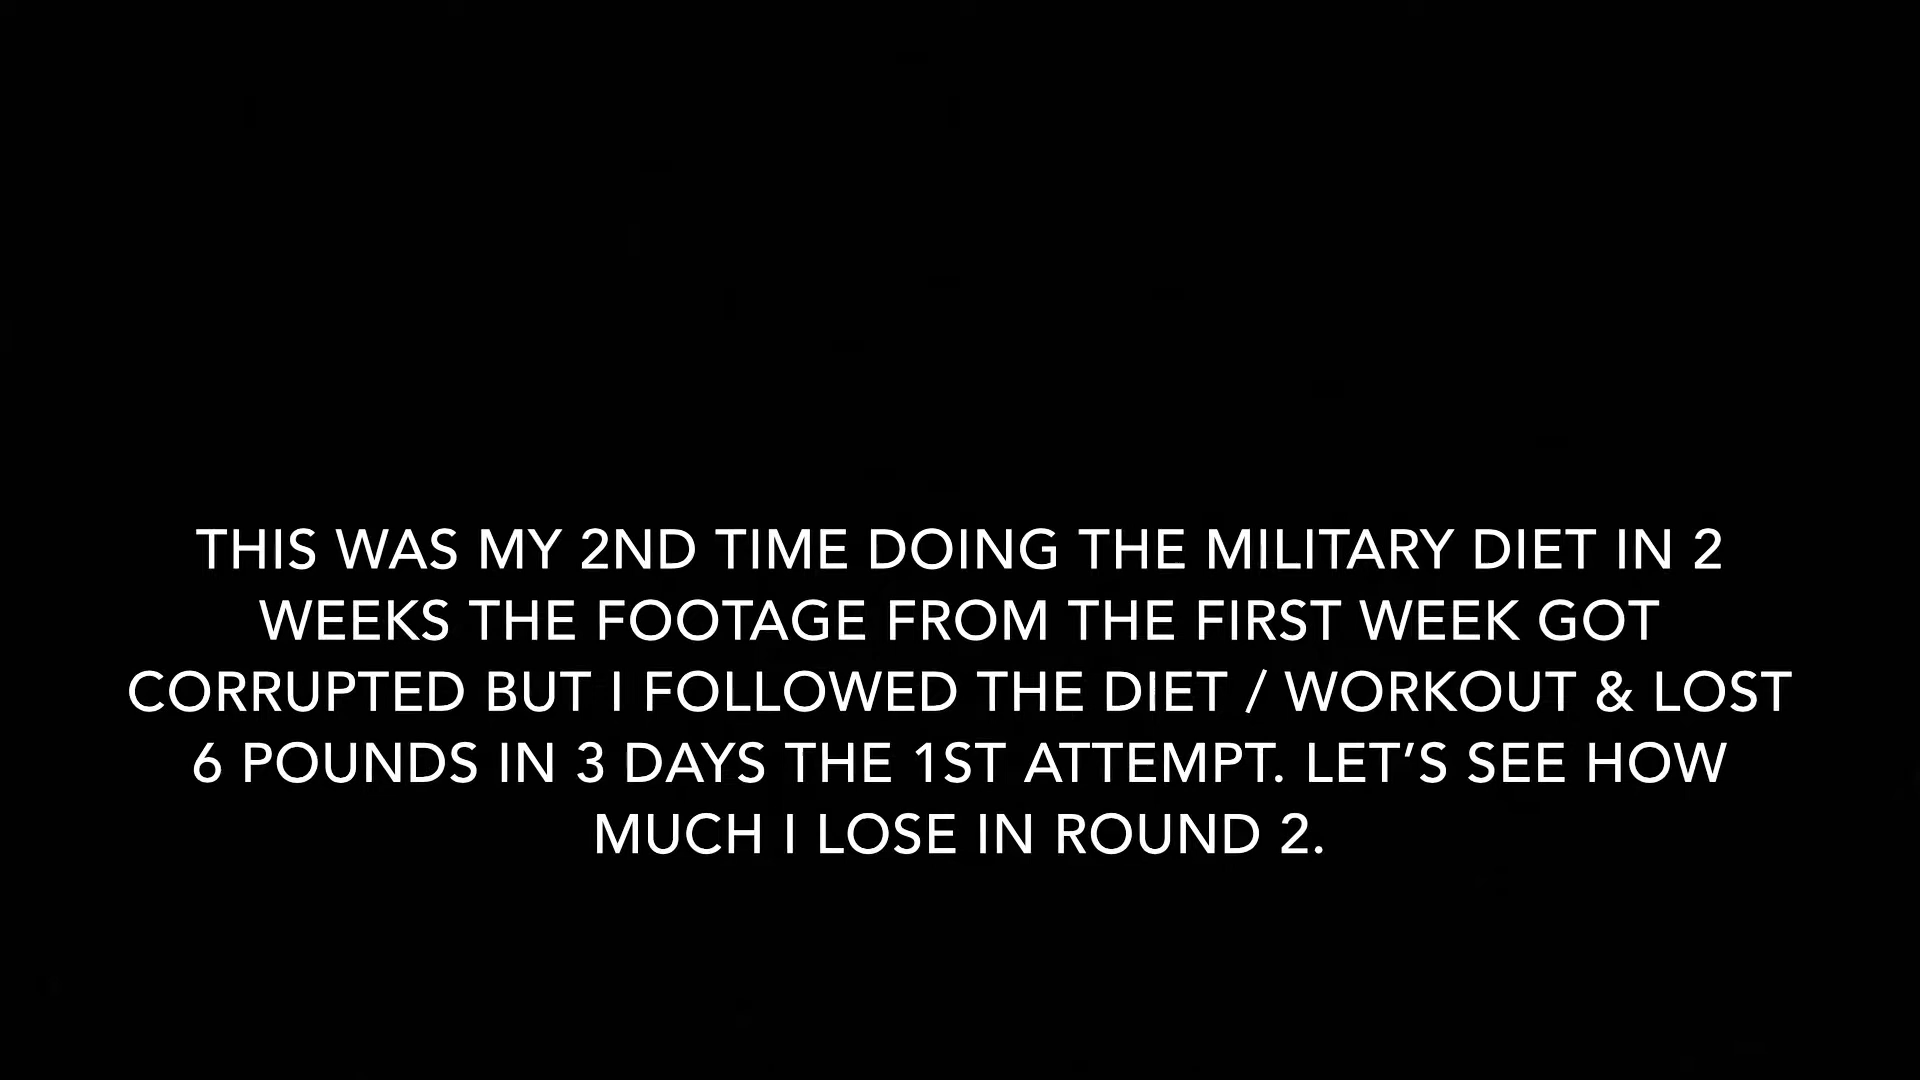 THIS WAS MY 2ND TIME DOING THE MILITARY DIET IN 2
WEEKS THE FOOTAGE FROM THE FIRST WEEK GOT
CORRUPTED BUT I FOLLOWED THE DIET / WORKOUT & LOST
6 POUNDS IN 3 DAYS THE 1ST ATTEMPT. LET’S SEE HOW
MUCH I LOSE IN ROUND 2.